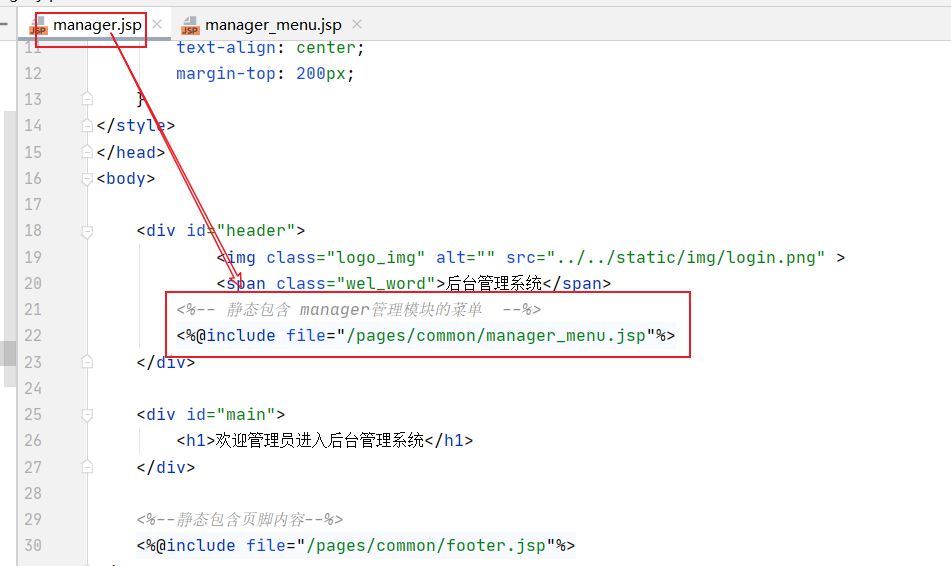 manager.jsp manager_menu.jsp
11 text-align: center;
12 margin-top: 200px;
13 }
14 </style>
15 </head>
16 <body>
17
18 <div id="header">
19 <img class="logo_img" alt="" src="../../static/img/login.png" >
20 <span class="wel_word">后台管理系统</span>
21 <%-- 静态包含 manager管理模块的菜单 --%>
22 <%@include file="/pages/common/manager_menu.jsp"%>
23 </div>
24
25 <div id="main">
26 <h1>欢迎管理员进入后台管理系统</h1>
27 </div>
28
29 <%--静态包含页脚内容--%>
30 <%@include file="/pages/common/footer.jsp"%>